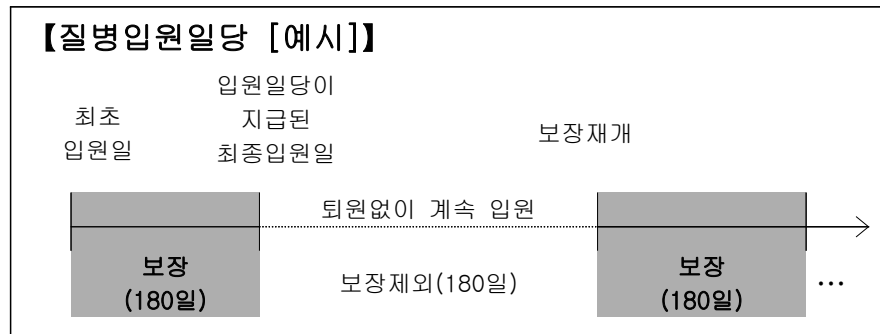 【질병입원일당 [예시]】
최초
입원일
입원일당이
지급된
최종입원일
보장재개
퇴원없이 계속 입원
보장
(180일)
보장제외(180일)
보장
(180일)
…